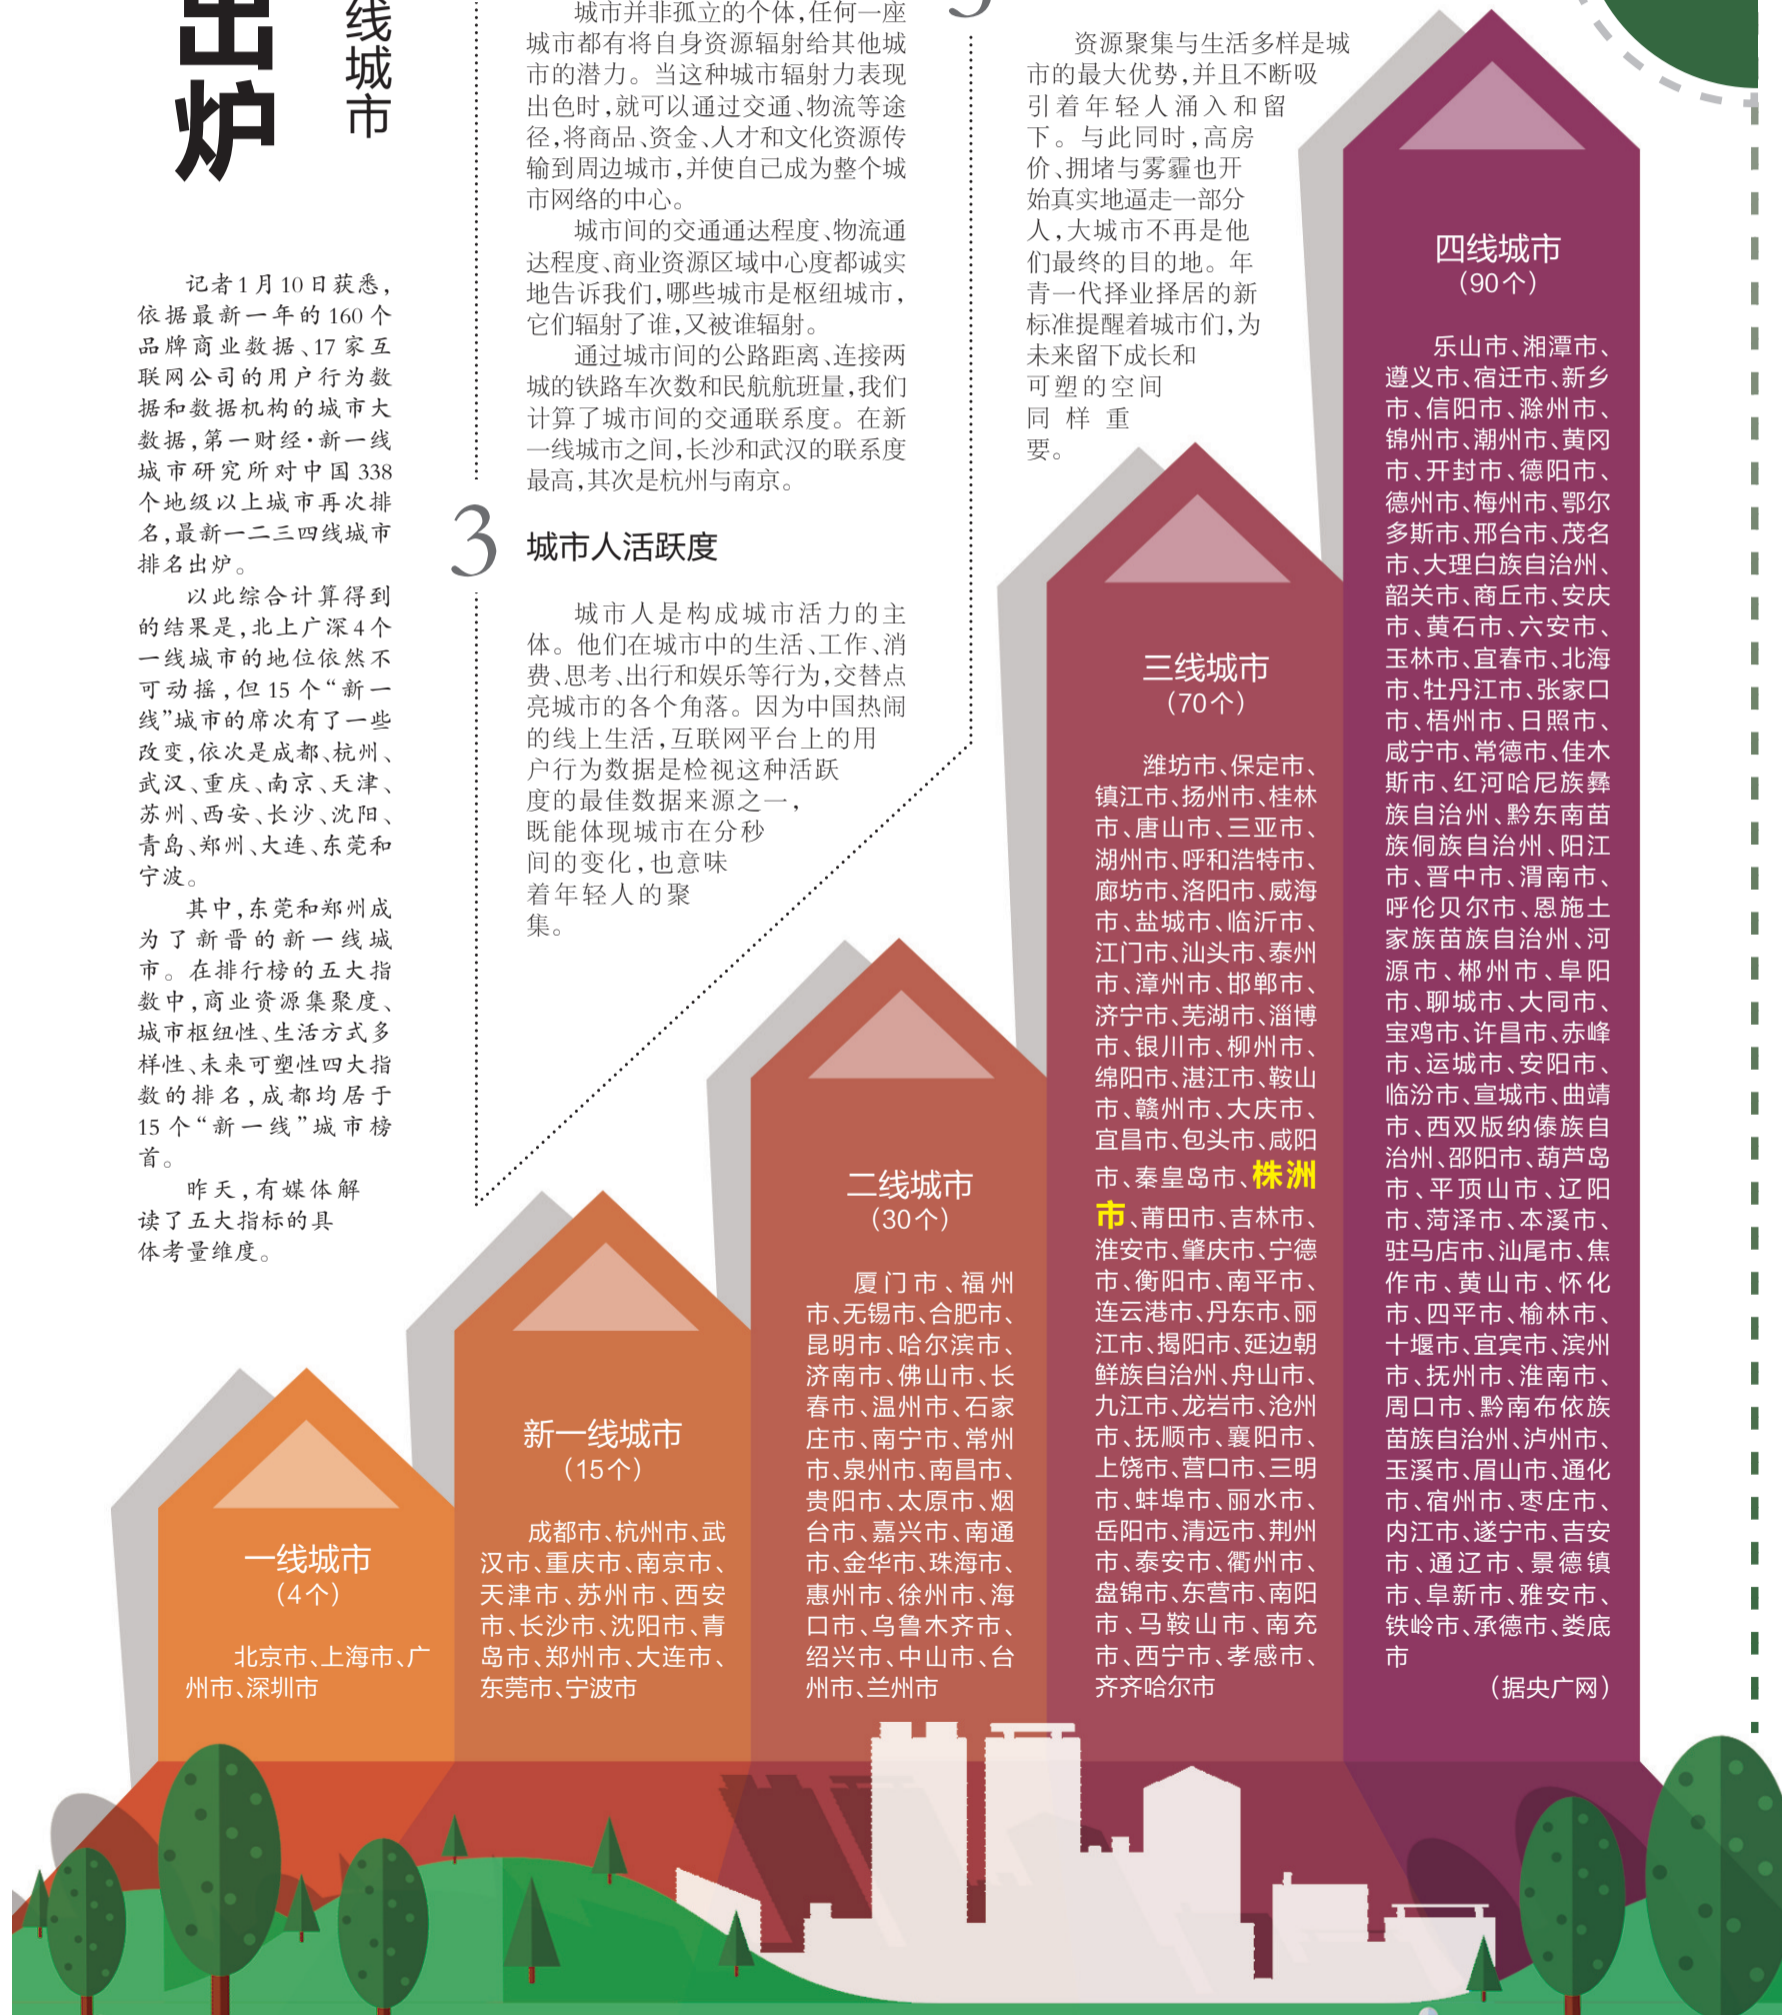 出炉
线城市
记者1月10日获悉,
依据最新一年的160个
品牌商业数据、17家互
联网公司的用户行为数
据和数据机构的城市大
数据,第一财经·新一线
城市研究所对中国338
个地级以上城市再次排
名,最新一二三四线城市
排名出炉。
以此综合计算得到
的结果是,北上广深4个
一线城市的地位依然不
可动摇,但15个“新一
线”城市的席次有了一些
改变,依次是成都、杭州、
武汉、重庆、南京、天津、
苏州、西安、长沙、沈阳、
青岛、郑州、大连、东莞和
宁波。
其中,东莞和郑州成
为了新晋的新一线城
市。在排行榜的五大指
数中,商业资源集聚度、
城市枢纽性、生活方式多
样性、未来可塑性四大指
数的排名,成都均居于
15个“新一线”城市榜
首。
昨天,有媒体解
读了五大指标的具
体考量维度。
城市并非孤立的个体,任何一座
城市都有将自身资源辐射给其他城
市的潜力。当这种城市辐射力表现
出色时,就可以通过交通、物流等途
径,将商品、资金、人才和文化资源传
输到周边城市,并使自己成为整个城
市网络的中心。
城市间的交通通达程度、物流通
达程度、商业资源区域中心度都诚实
地告诉我们,哪些城市是枢纽城市,
它们辐射了谁,又被谁辐射。
通过城市间的公路距离、连接两
城的铁路车次数和民航航班量,我们
计算了城市间的交通联系度。在新
一线城市之间,长沙和武汉的联系度
最高,其次是杭州与南京。
3
城市人活跃度
城市人是构成城市活力的主
体。他们在城市中的生活、工作、消
费、思考、出行和娱乐等行为,交替点
亮城市的各个角落。因为中国热闹
的线上生活,互联网平台上的用
户行为数据是检视这种活跃
度的最佳数据来源之一,
既能体现城市在分秒
间的变化,也意味
着年轻人的聚
集。
资源聚集与生活多样是城
市的最大优势,并且不断吸
引着年轻人涌入和留
下。与此同时,高房
价、拥堵与雾霾也开
始真实地逼走一部分
人,大城市不再是他
们最终的目的地。年
青一代择业择居的新
标准提醒着城市们,为
未来留下成长和
可塑的空间
同样重
要。
一线城市
(4个)
北京市、上海市、广
州市、深圳市
新一线城市
(15个)
成都市、杭州市、武
汉市、重庆市、南京市、
天津市、苏州市、西安
市、长沙市、沈阳市、青
岛市、郑州市、大连市、
东莞市、宁波市
二线城市
(30个)
厦门市、福州
市、无锡市、合肥市、
昆明市、哈尔滨市、
济南市、佛山市、长
春市、温州市、石家
庄市、南宁市、常州
市、泉州市、南昌市、
贵阳市、太原市、烟
台市、嘉兴市、南通
市、金华市、珠海市、
惠州市、徐州市、海
口市、乌鲁木齐市、
绍兴市、中山市、台
州市、兰州市
三线城市
(70个)
潍坊市、保定市、
镇江市、扬州市、桂林
市、唐山市、三亚市、
湖州市、呼和浩特市、
廊坊市、洛阳市、威海
市、盐城市、临沂市、
江门市、汕头市、泰州
市、漳州市、邯郸市、
济宁市、芜湖市、淄博
市、银川市、柳州市、
绵阳市、湛江市、鞍山
市、赣州市、大庆市、
宜昌市、包头市、咸阳
市、秦皇岛市、株洲
市、莆田市、吉林市、
淮安市、肇庆市、宁德
市、衡阳市、南平市、
连云港市、丹东市、丽
江市、揭阳市、延边朝
鲜族自治州、舟山市、
九江市、龙岩市、沧州
市、抚顺市、襄阳市、
上饶市、营口市、三明
市、蚌埠市、丽水市、
岳阳市、清远市、荆州
市、泰安市、衢州市、
盘锦市、东营市、南阳
市、马鞍山市、南充
市、西宁市、孝感市、
齐齐哈尔市
四线城市
(90个)
乐山市、湘潭市、
遵义市、宿迁市、新乡
市、信阳市、滁州市、
锦州市、潮州市、黄冈
市、开封市、德阳市、
德州市、梅州市、鄂尔
多斯市、邢台市、茂名
市、大理白族自治州、
韶关市、商丘市、安庆
市、黄石市、六安市、
玉林市、宜春市、北海
市、牡丹江市、张家口
市、梧州市、日照市、
咸宁市、常德市、佳木
斯市、红河哈尼族彝
族自治州、黔东南苗
族侗族自治州、阳江
市、晋中市、渭南市、
呼伦贝尔市、恩施土
家族苗族自治州、河
源市、郴州市、阜阳
市、聊城市、大同市、
宝鸡市、许昌市、赤峰
市、运城市、安阳市、
临汾市、宣城市、曲靖
市、西双版纳傣族自
治州、邵阳市、葫芦岛
市、平顶山市、辽阳
市、菏泽市、本溪市、
驻马店市、汕尾市、焦
作市、黄山市、怀化
市、四平市、榆林市、
十堰市、宜宾市、滨州
市、抚州市、淮南市、
周口市、黔南布依族
苗族自治州、泸州市、
玉溪市、眉山市、通化
市、宿州市、枣庄市、
内江市、遂宁市、吉安
市、通辽市、景德镇
市、阜新市、雅安市、
铁岭市、承德市、娄底
市
(据央广网)